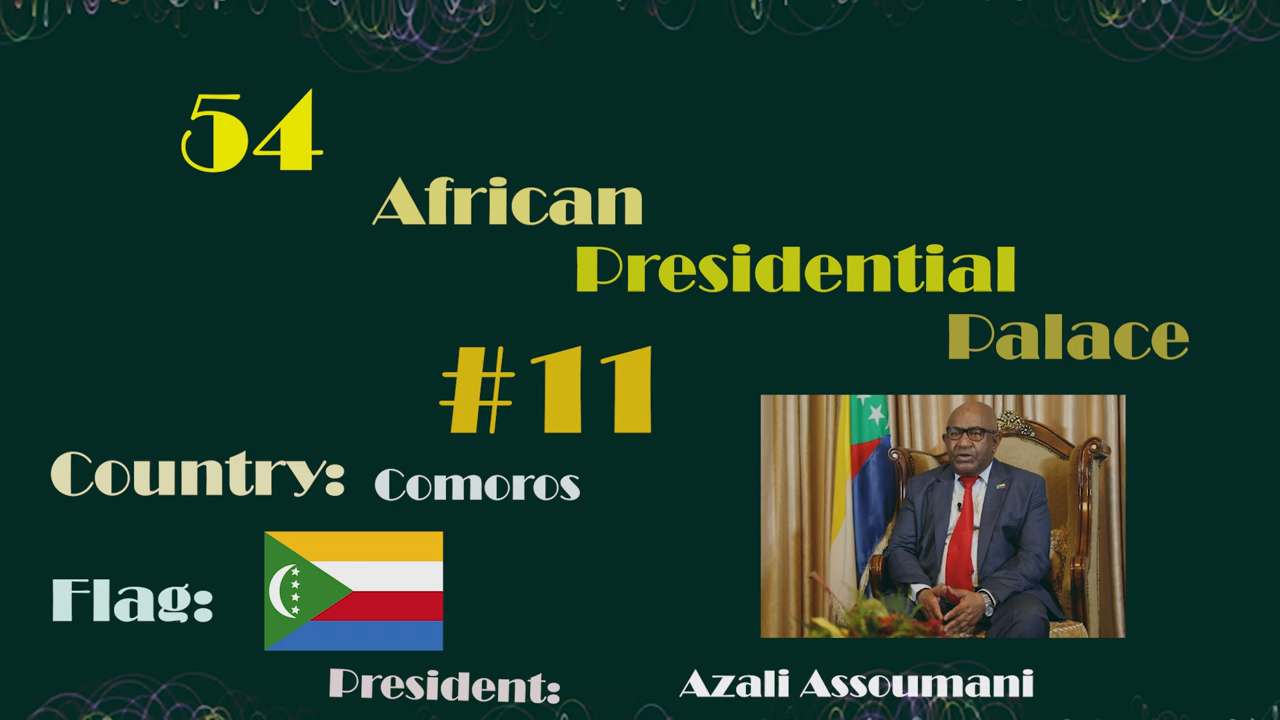 54
African
Presidential
Palace
#11
Country: Comoros
Flag:
President: Azali Assoumani